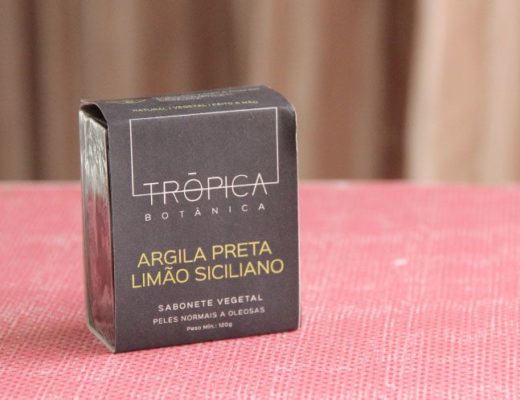 NATURAL | VEGETAL | FEITO A MÃO
TRŌPICA
BOTÂNICA
ARGILA PRETA
LIMÃO SICILIANO
SABONETE VEGETAL
PELES NORMAIS A OLEOSAS
Peso Mín.: 120g